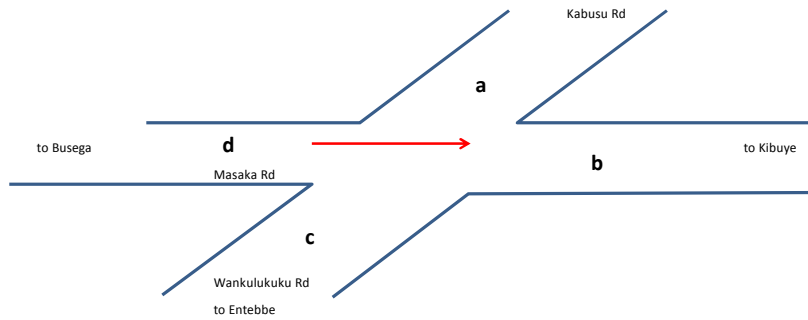 Kabusu Rd
a
to Busega
d
b
to Kibuye
Masaka Rd
c
Wankulukuku Rd
to Entebbe